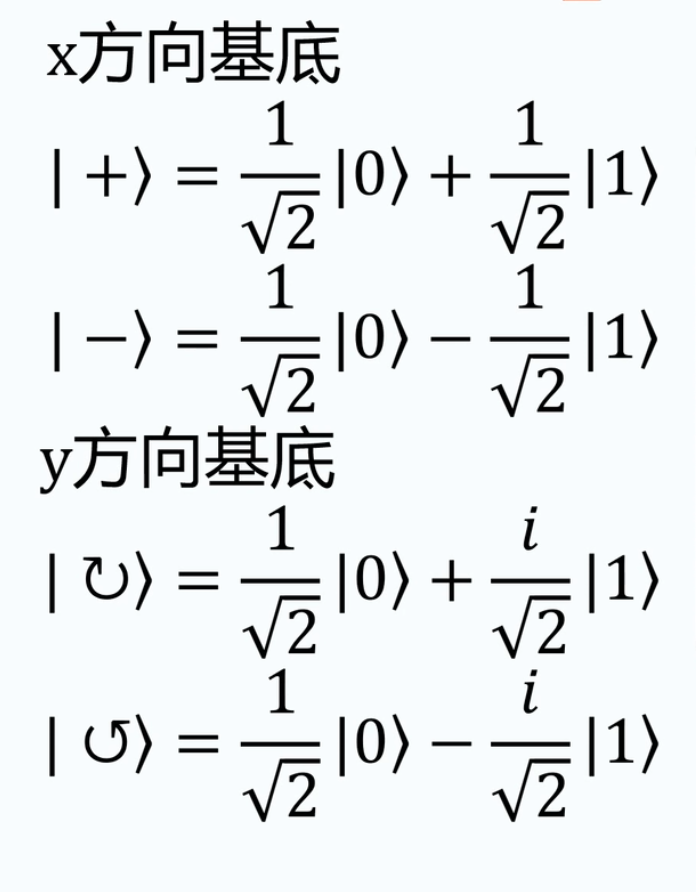 x方向基底
| +⟩ = 1/√2 |0⟩ + 1/√2 |1⟩
| −⟩ = 1/√2 |0⟩ − 1/√2 |1⟩
y方向基底
| ↻⟩ = 1/√2 |0⟩ + i/√2 |1⟩
| ↺⟩ = 1/√2 |0⟩ − i/√2 |1⟩